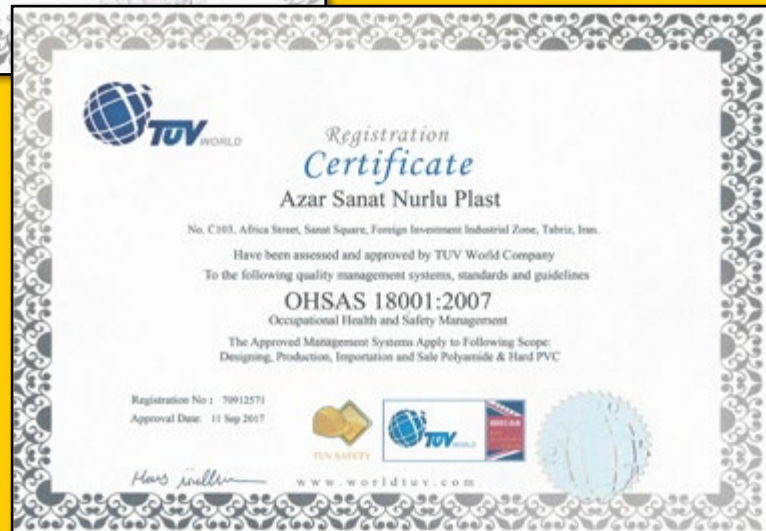 TUV WORLD
Registration
Certificate
Azar Sanat Nurlu Plast
No. C103, Africa Street, Sanat Square, Foreign Investment Industrial Zone, Tabriz, Iran.
Have been assessed and approved by TUV World Company
To the following quality management systems, standards and guidelines
OHSAS 18001:2007
Occupational Health and Safety Management
The Approved Management Systems Apply to Following Scope:
Designing, Production, Importation and Sale Polyamide & Hard PVC
Registration No : 70912571
Approval Date: 11 Sep 2017
TUV SAFETY
TUV WORLD
www.worldtuv.com